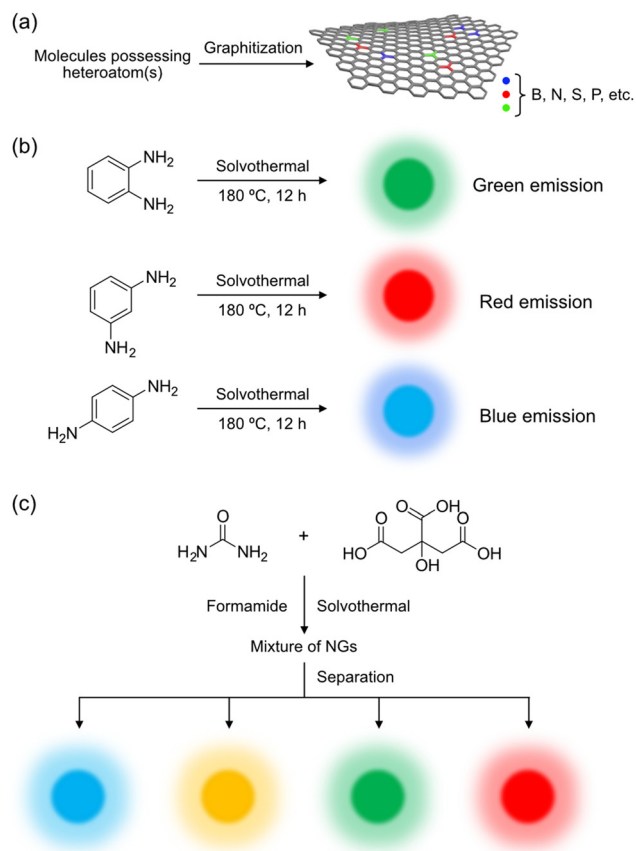 (a)
Molecules possessing
heteroatom(s)
Graphitization
B, N, S, P, etc.
(b)
NH2
NH2
Solvothermal
180 ºC, 12 h
Green emission
NH2
NH2
Solvothermal
180 ºC, 12 h
Red emission
NH2
H2N
Solvothermal
180 ºC, 12 h
Blue emission
(c)
O
H2N NH2
+
O OH
O O
HO OH
OH
Formamide Solvothermal
Mixture of NGs
Separation